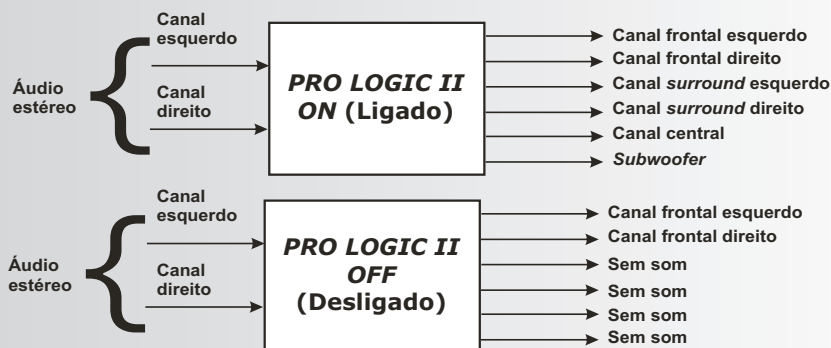 Áudio
estéreo
Canal
esquerdo
Canal
direito
PRO LOGIC II
ON (Ligado)
Canal frontal esquerdo
Canal frontal direito
Canal surround esquerdo
Canal surround direito
Canal central
Subwoofer
Áudio
estéreo
Canal
esquerdo
Canal
direito
PRO LOGIC II
OFF
(Desligado)
Canal frontal esquerdo
Canal frontal direito
Sem som
Sem som
Sem som
Sem som